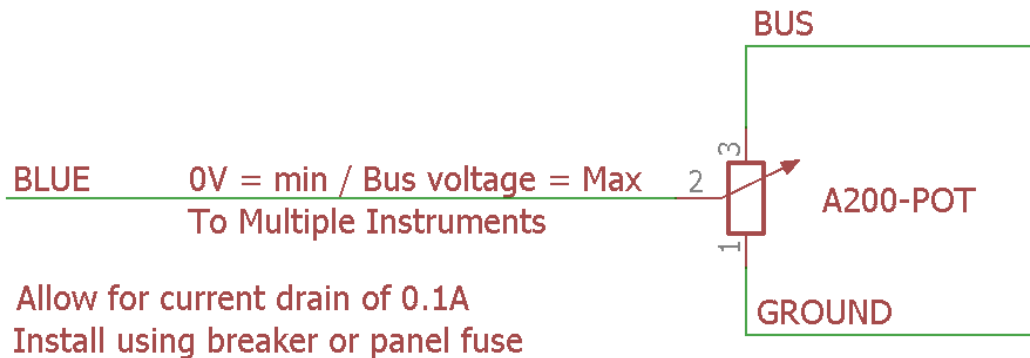 BUS
3
BLUE 0V = min / Bus voltage = Max 2
A200-POT
To Multiple Instruments
1
Allow for current drain of 0.1A
GROUND
Install using breaker or panel fuse